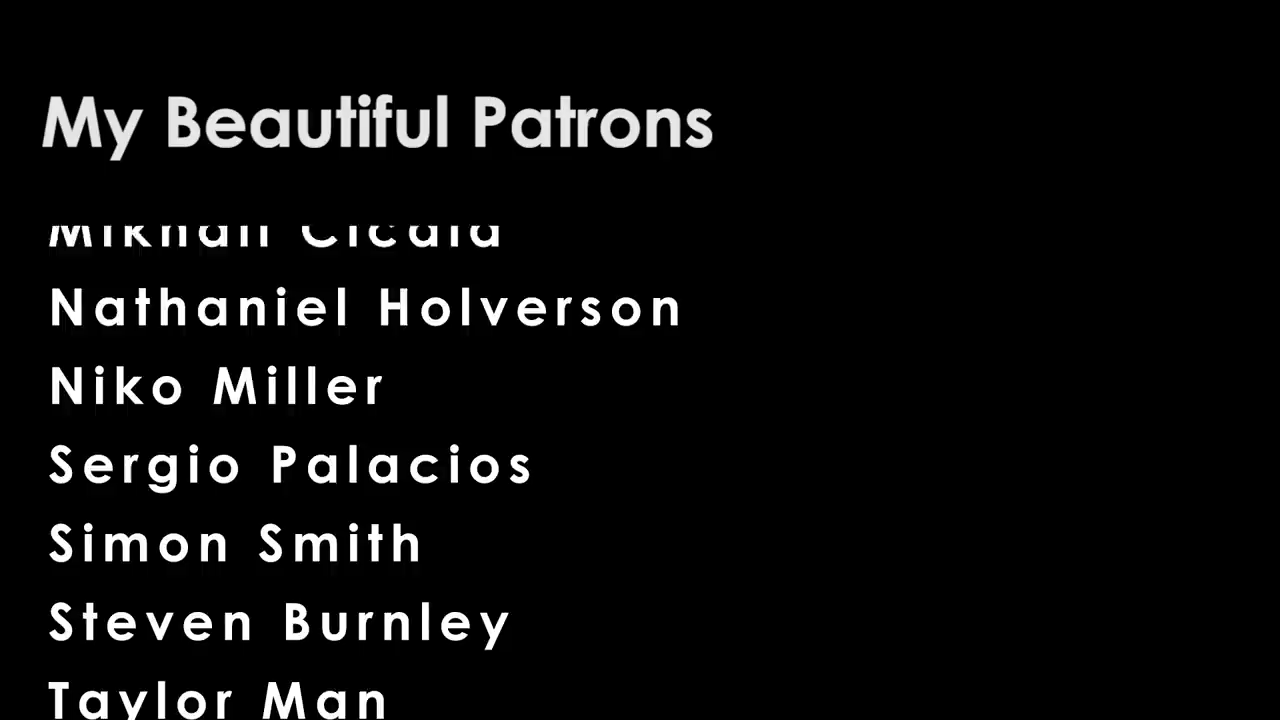 My Beautiful Patrons
Nathaniel Holverson
Niko Miller
Sergio Palacios
Simon Smith
Steven Burnley
Taylor Man